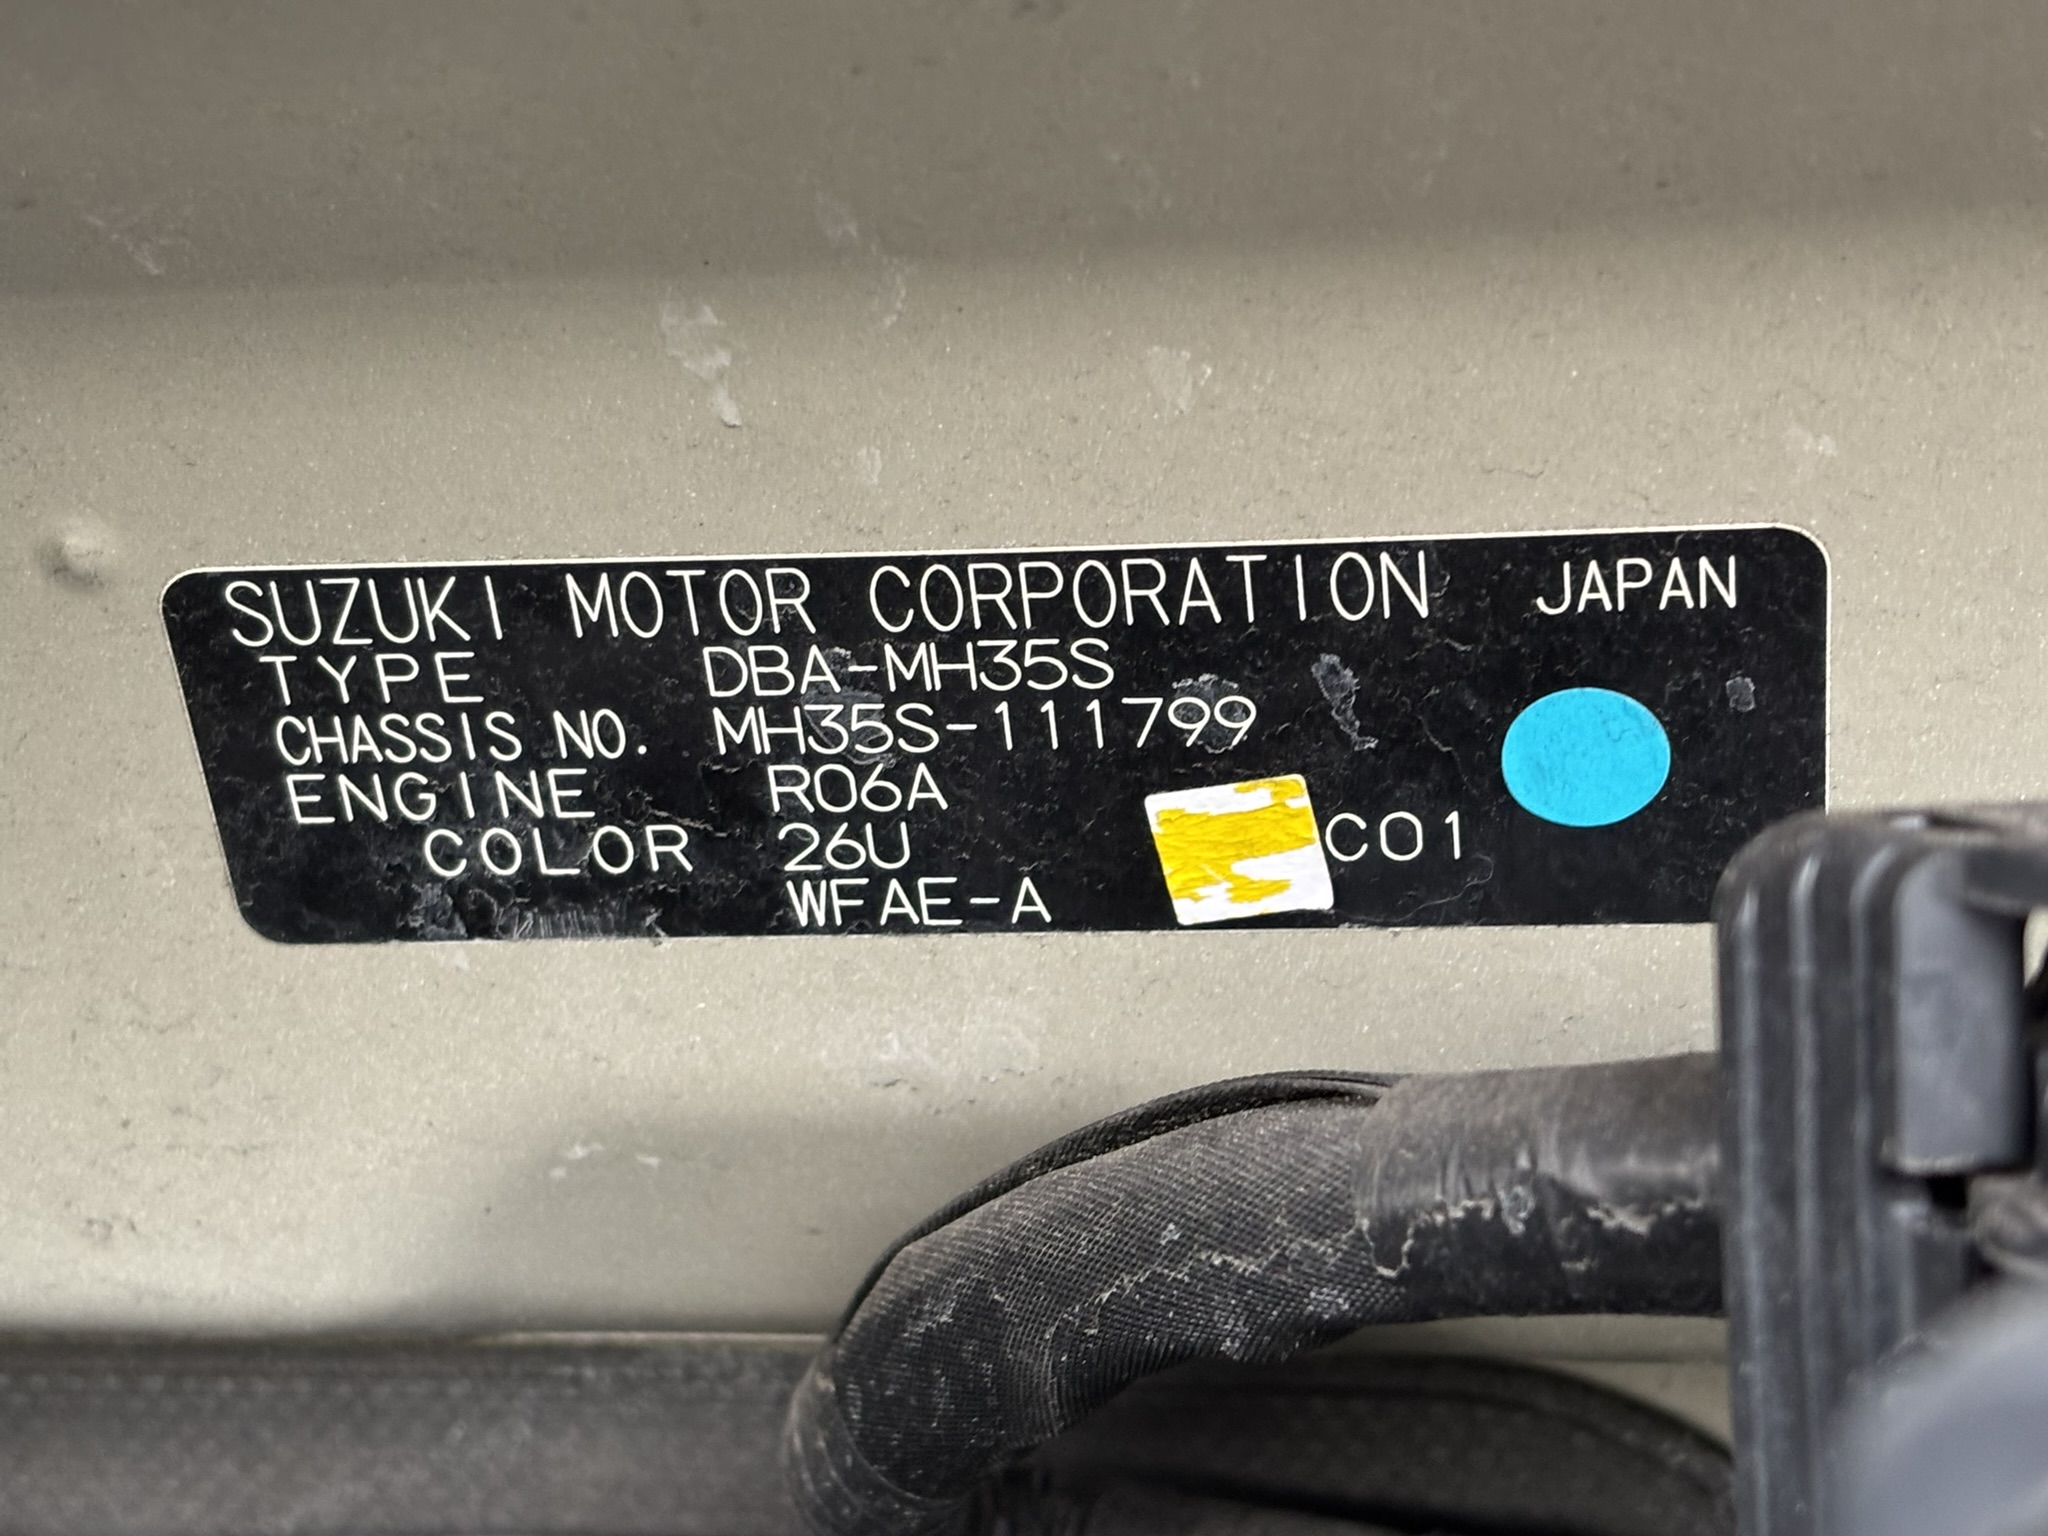 SUZUKI MOTOR CORPORATION JAPAN
TYPE DBA-MH35S
CHASSIS NO. MH35S-111799
ENGINE R06A
COLOR 26U C01
WFAE-A